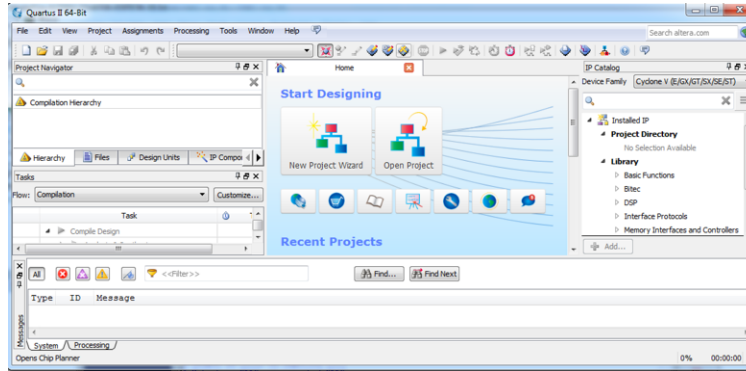 Quartus II 64-Bit
File Edit View Project Assignments Processing Tools Window Help
Search altera.com
Project Navigator
Home
IP Catalog
Device Family Cyclone V (E/GX/GT/SX/SE/ST)
Start Designing
Compilation Hierarchy
Installed IP
Project Directory
No Selection Available
New Project Wizard Open Project
Hierarchy Files Design Units IP Compo
Library
Tasks
Basic Functions
Flow: Compilation Customize...
Bitec
DSP
Task
Interface Protocols
Compile Design
Memory Interfaces and Controllers
Recent Projects
Add...
All <<Filter>> Find... Find Next
Type ID Message
Messages
System Processing
Opens Chip Planner 0% 00:00:00